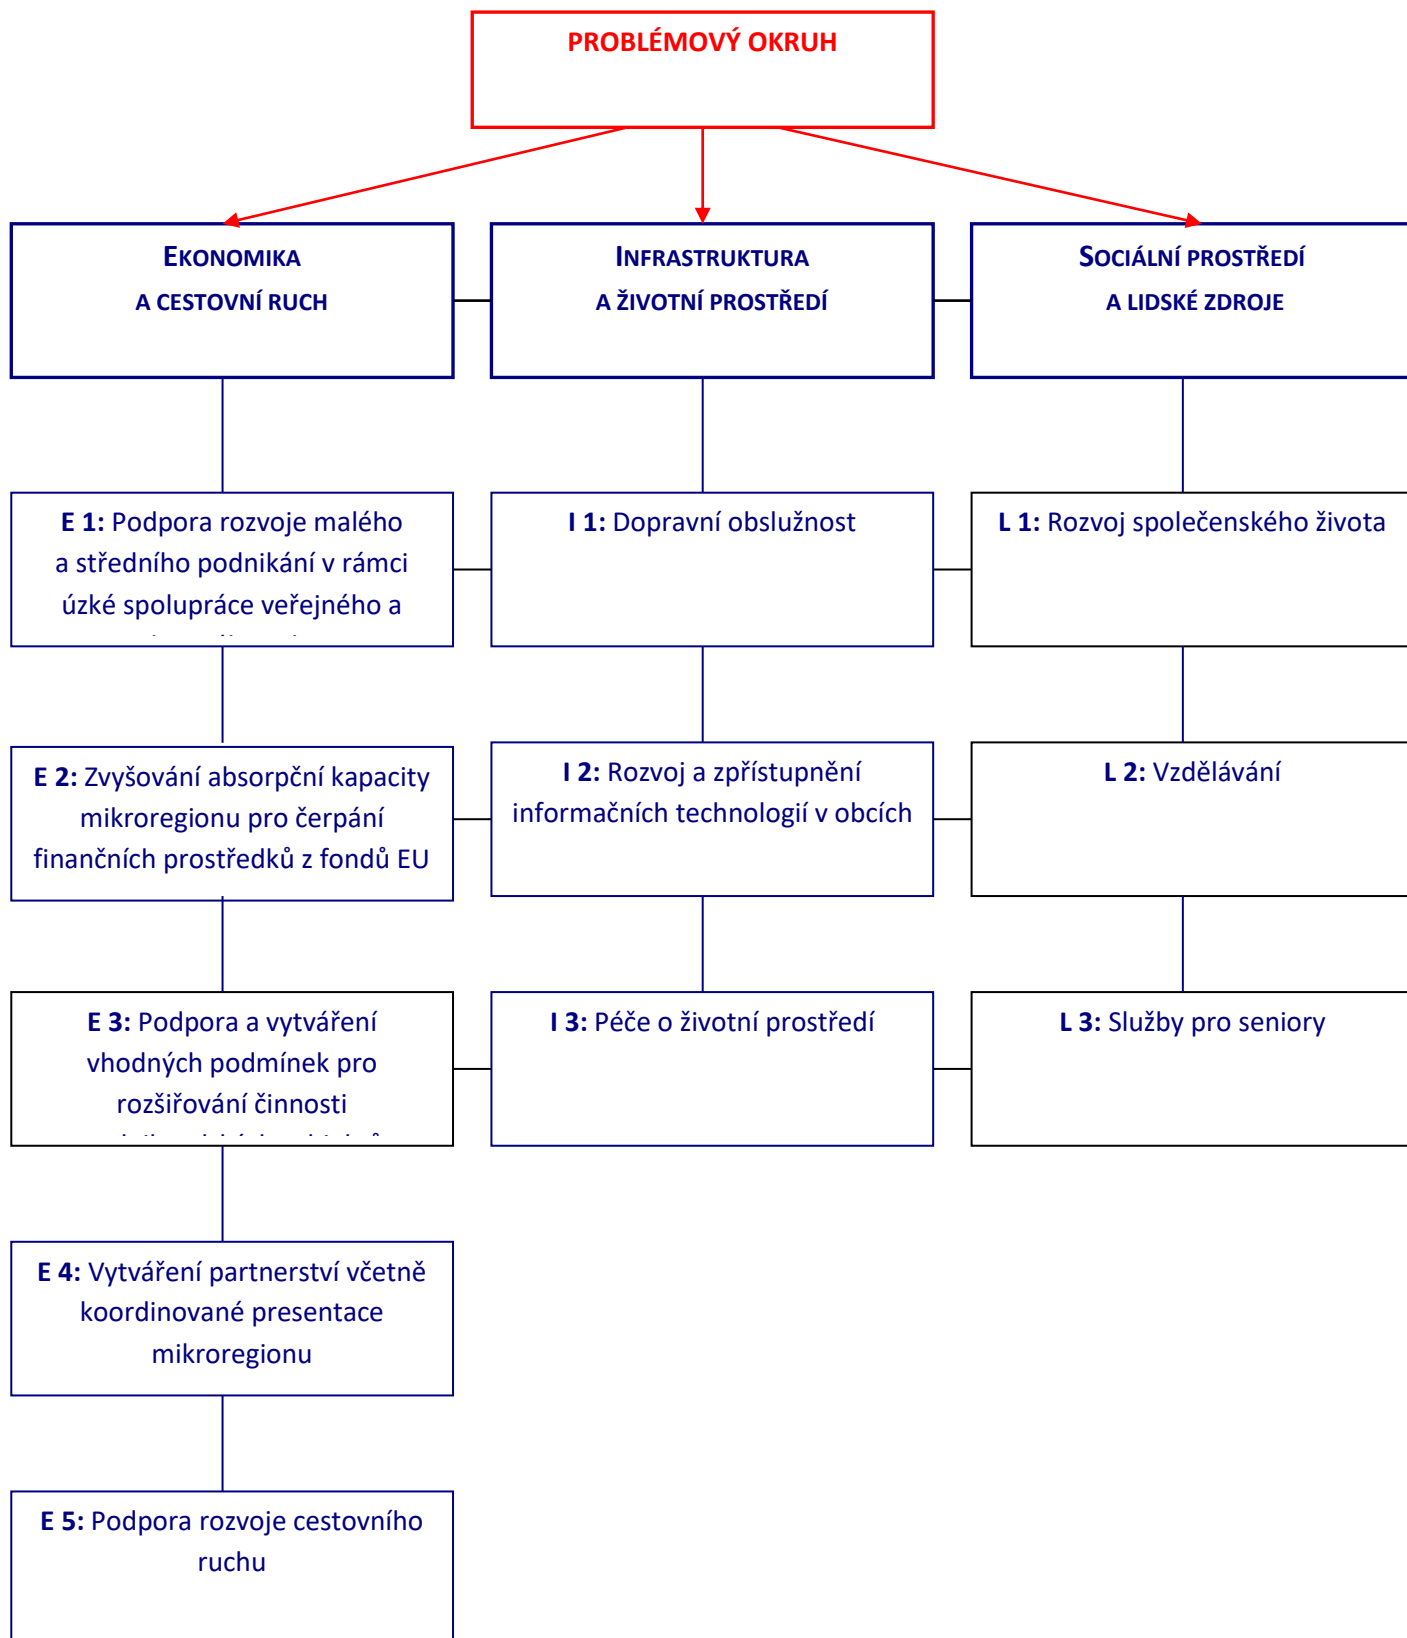 PROBLÉMOVÝ OKRUH
EKONOMIKA
A CESTOVNÍ RUCH
INFRASTRUKTURA
A ŽIVOTNÍ PROSTŘEDÍ
SOCIÁLNÍ PROSTŘEDÍ
A LIDSKÉ ZDROJE
E 1: Podpora rozvoje malého
a středního podnikání v rámci
úzké spolupráce veřejného a
I 1: Dopravní obslužnost
L 1: Rozvoj společenského života
E 2: Zvyšování absorpční kapacity
mikroregionu pro čerpání
finančních prostředků z fondů EU
I 2: Rozvoj a zpřístupnění
informačních technologií v obcích
L 2: Vzdělávání
E 3: Podpora a vytváření
vhodných podmínek pro
rozšiřování činnosti
I 3: Péče o životní prostředí
L 3: Služby pro seniory
E 4: Vytváření partnerství včetně
koordinované presentace
mikroregionu
E 5: Podpora rozvoje cestovního
ruchu